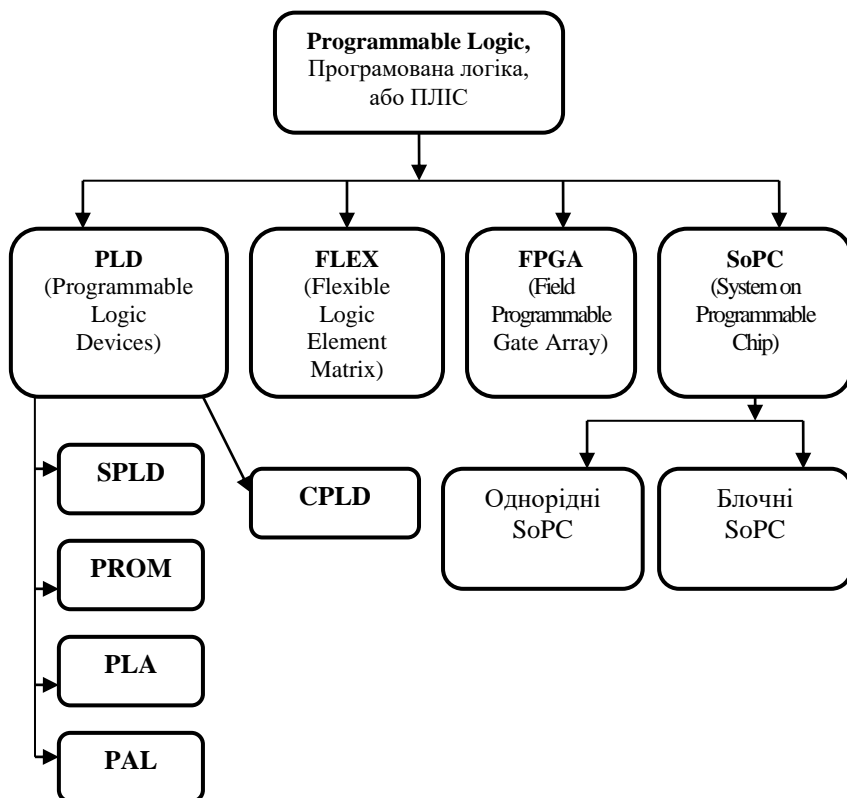 Programmable Logic,
Програмована логіка,
або ПЛІС
PLD
(Programmable
Logic
Devices)
FLEX
(Flexible
Logic
Element
Matrix)
FPGA
(Field
Programmable
Gate Array)
SoPC
(System on
Programmable
Chip)
SPLD
CPLD
Однорідні
SoPC
Блочні
SoPC
PROM
PLA
PAL